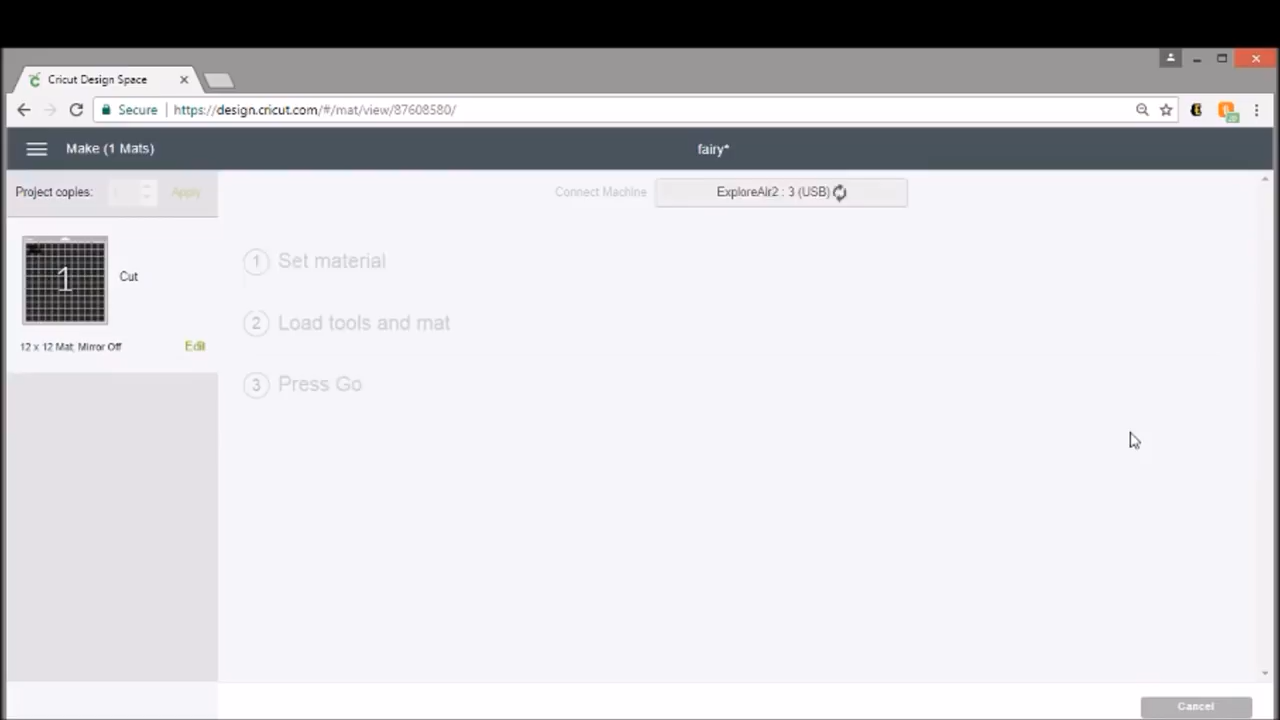 Cricut Design Space
Secure
https://design.cricut.com/#/mat/view/87608580/
Make (1 Mats)
fairy*
Project copies:
Apply
Connect Machine
ExploreAir2 : 3 (USB)
1
Cut
12 x 12 Mat, Mirror Off
Edit
1 Set material
2 Load tools and mat
3 Press Go
Cancel